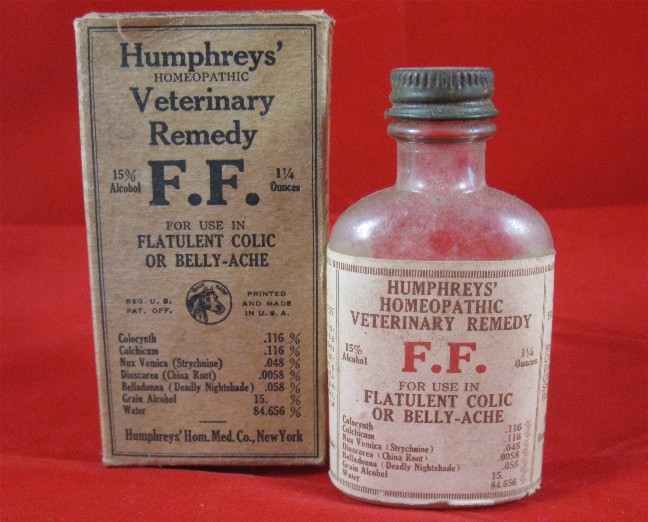 Humphreys'
HOMEOPATHIC
Veterinary
Remedy
15%
Alcohol
F.F.
1¼
Ounces
FOR USE IN
FLATULENT COLIC
OR BELLY-ACHE
REG. U. S.
PAT. OFF.
PRINTED
AND MADE
IN U.S.A.
Colocynth .116 %
Colchicum .116 %
Nux Vomica (Strychnine) .048 %
Dioscorea (China Root) .0058 %
Belladonna (Deadly Nightshade) .058 %
Grain Alcohol 15. %
Water 84.656 %
Humphreys' Hom. Med. Co., New York
HUMPHREYS'
HOMEOPATHIC
VETERINARY REMEDY
15%
Alcohol
F.F.
1¼
Ounces
FOR USE IN
FLATULENT COLIC
OR BELLY-ACHE
Colocynth .116 %
Colchicum .116 %
Nux Vomica (Strychnine) .048 %
Dioscorea (China Root) .0058 %
Belladonna (Deadly Nightshade) .058 %
Grain Alcohol 15. %
Water 84.656 %